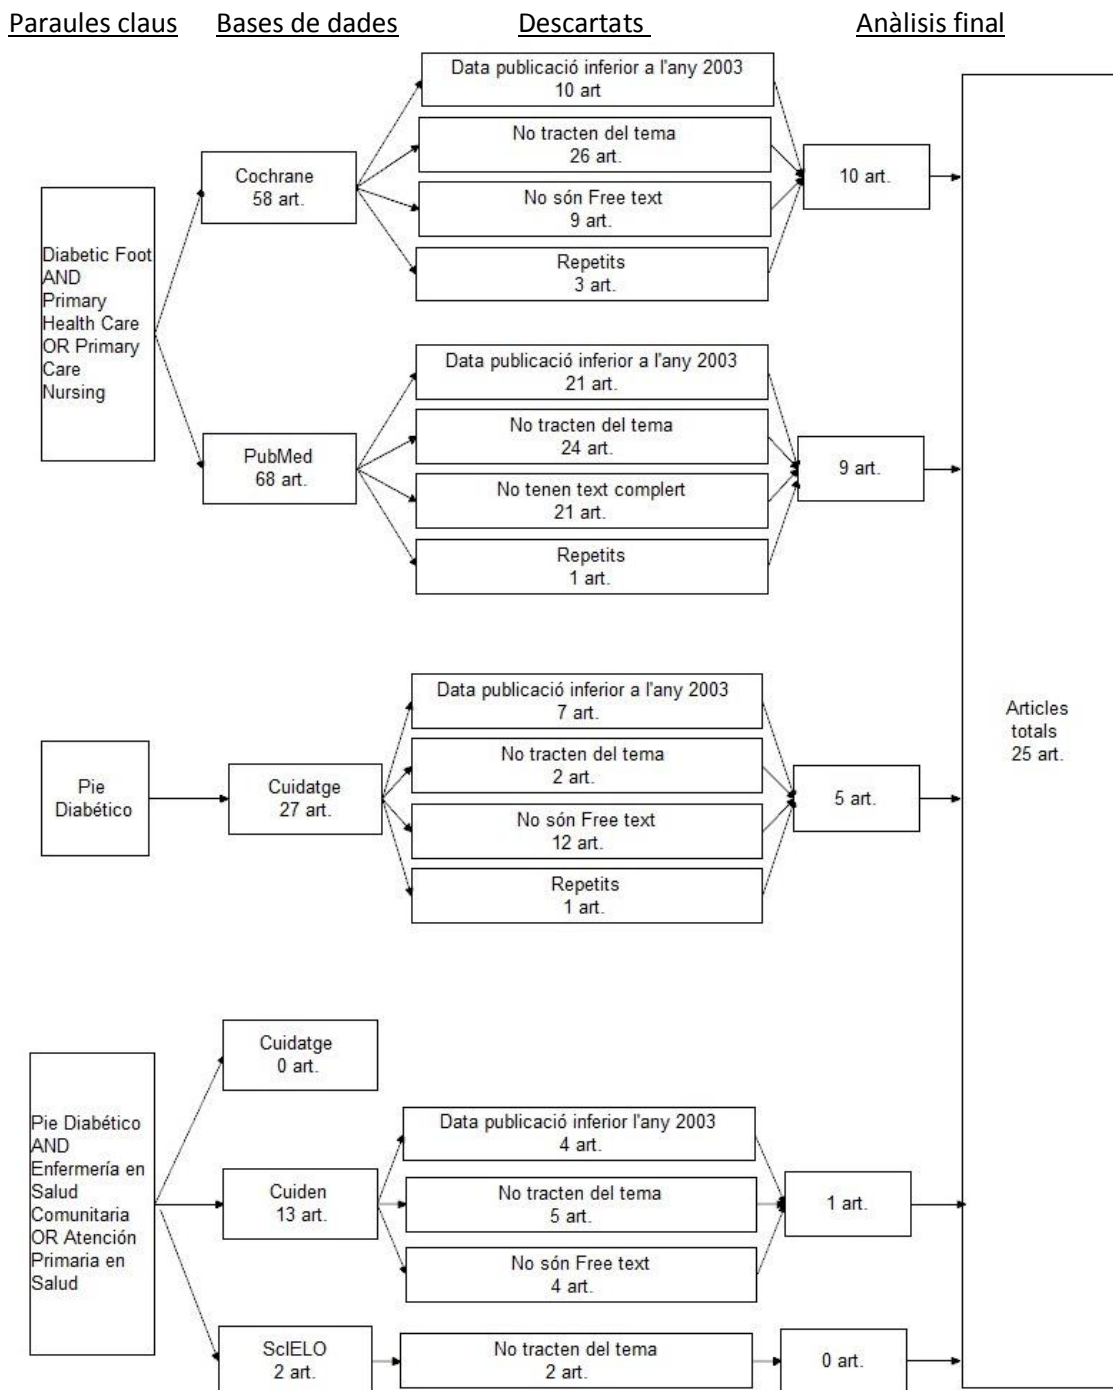 Paraules claus
Bases de dades
Descartats
Anàlisis final
Diabetic Foot
AND
Primary
Health Care
OR Primary
Care
Nursing
Cochrane
58 art.
Data publicació inferior a l'any 2003
10 art
No tracten del tema
26 art.
No són Free text
9 art.
Repetits
3 art.
10 art.
PubMed
68 art.
Data publicació inferior a l'any 2003
21 art.
No tracten del tema
24 art.
No tenen text complert
21 art.
Repetits
1 art.
9 art.
Pie
Diabético
Cuidatge
27 art.
Data publicació inferior a l'any 2003
7 art.
No tracten del tema
2 art.
No són Free text
12 art.
Repetits
1 art.
5 art.
Pie Diabético
AND
Enfermería en
Salud
Comunitaria
OR Atención
Primaria en
Salud
Cuidatge
0 art.
Cuiden
13 art.
Data publicació inferior l'any 2003
4 art.
No tracten del tema
5 art.
No són Free text
4 art.
1 art.
ScIELO
2 art.
No tracten del tema
2 art.
0 art.
Articles
totals
25 art.